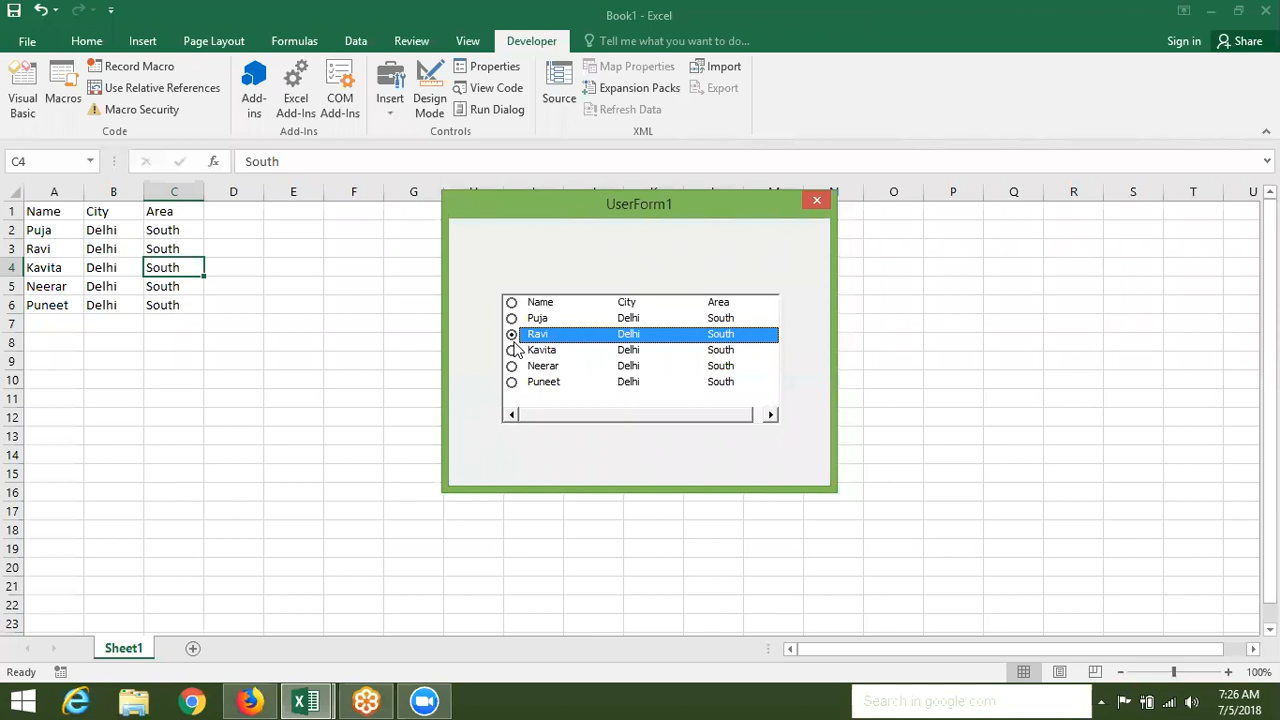 Book1 - Excel
File Home Insert Page Layout Formulas Data Review View Developer Tell me what you want to do... Sign in Share
Visual Basic
Macros
Record Macro
Use Relative References
Macro Security
Code
Add-ins
Excel Add-Ins
COM Add-Ins
Add-Ins
Insert
Design Mode
Properties
View Code
Run Dialog
Controls
Source
Map Properties
Expansion Packs
Refresh Data
Import
Export
XML
C4 fx South
A B C D E F G N O P Q R S T U
1 Name City Area
2 Puja Delhi South
3 Ravi Delhi South
4 Kavita Delhi South
5 Neerar Delhi South
6 Puneet Delhi South
7
8
9
10
11
12
13
14
15
16
17
18
19
20
21
22
23
UserForm1
Name City Area
Puja Delhi South
Ravi Delhi South
Kavita Delhi South
Neerar Delhi South
Puneet Delhi South
Sheet1
Ready 100%
Search in google.com
7:26 AM
7/5/2018